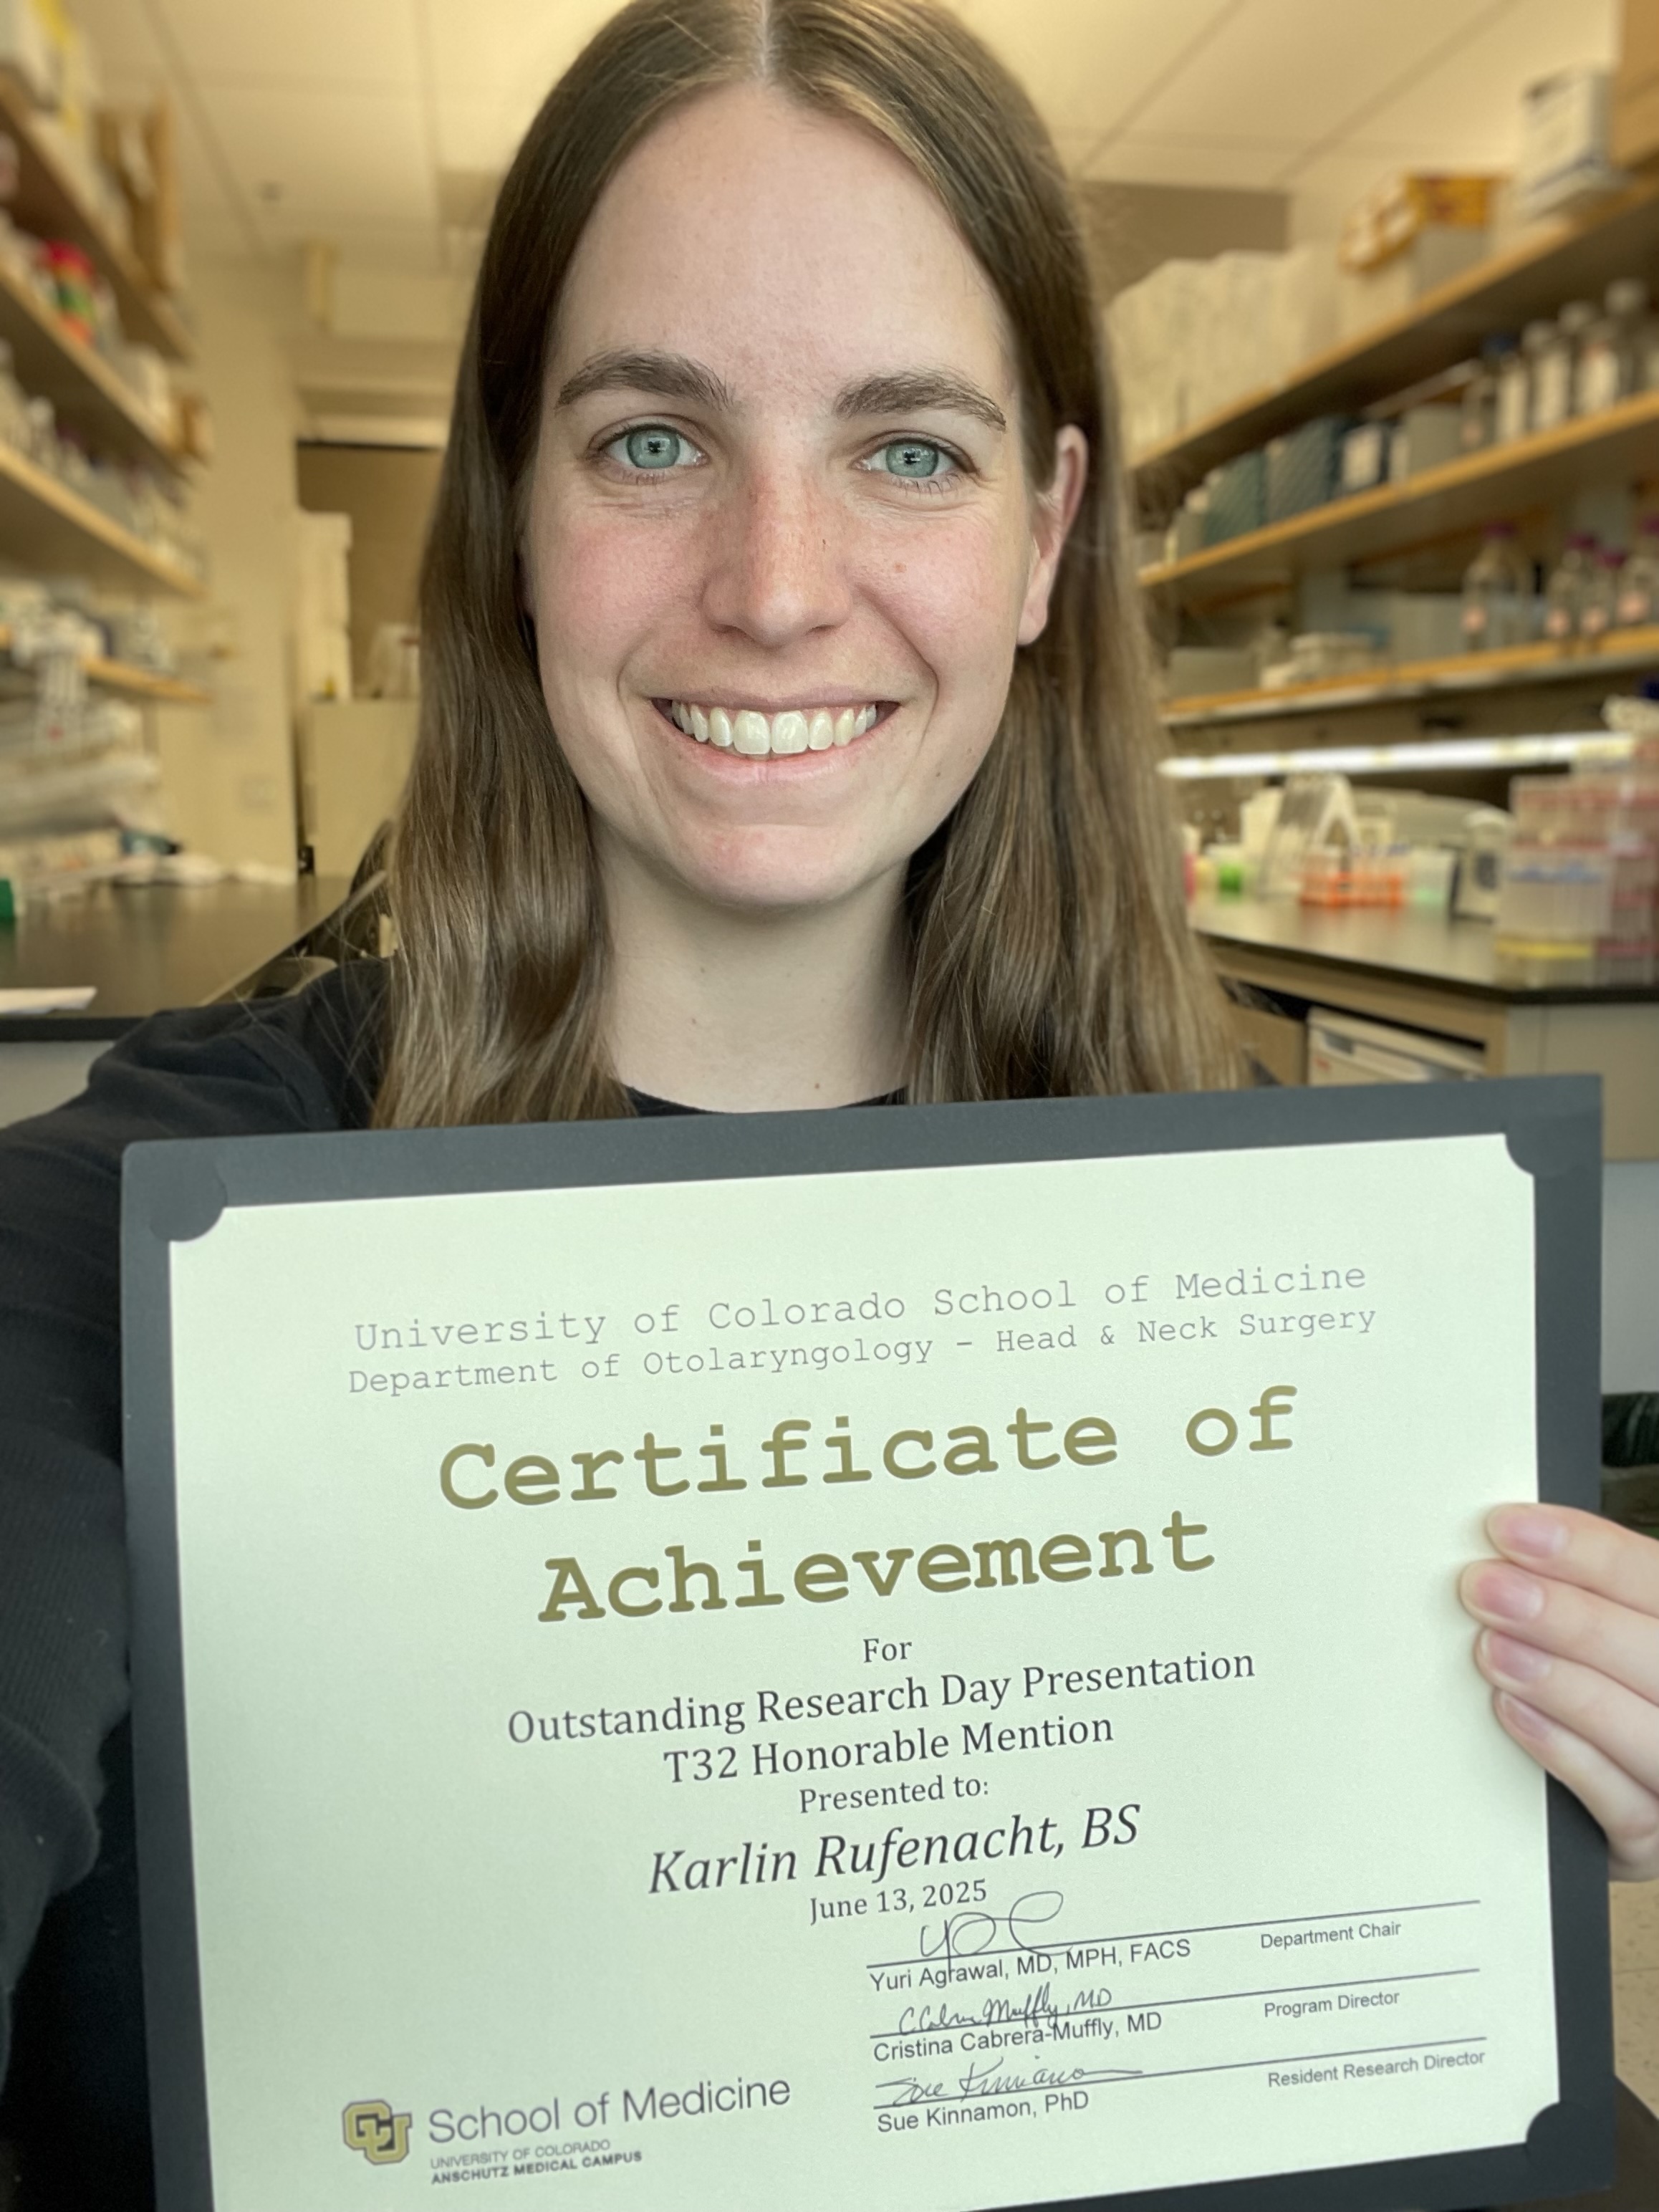 University of Colorado School of Medicine
Department of Otolaryngology - Head & Neck Surgery
Certificate of
Achievement
For
Outstanding Research Day Presentation
T32 Honorable Mention
Presented to:
Karlin Rufenacht, BS
June 13, 2025
Yuri Agrawal, MD, MPH, FACS Department Chair
CCabre Muffly, MD
Cristina Cabrera-Muffly, MD Program Director
Sue Kinnamon
Sue Kinnamon, PhD Resident Research Director
CU School of Medicine
UNIVERSITY OF COLORADO
ANSCHUTZ MEDICAL CAMPUS